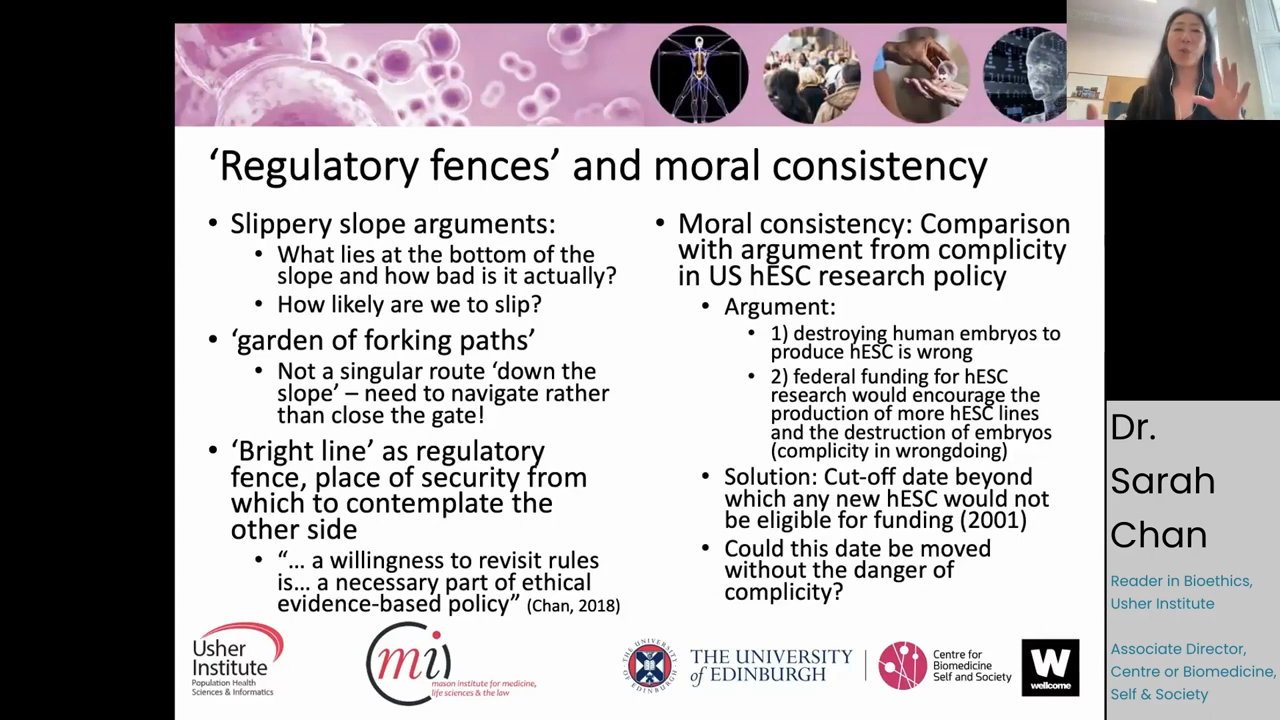 ‘Regulatory fences’ and moral consistency
• Slippery slope arguments:
• What lies at the bottom of the
slope and how bad is it actually?
• How likely are we to slip?
• ‘garden of forking paths’
• Not a singular route ‘down the
slope’ – need to navigate rather
than close the gate!
• ‘Bright line’ as regulatory
fence, place of security from
which to contemplate the
other side
• “… a willingness to revisit rules
is… a necessary part of ethical
evidence-based policy” (Chan, 2018)
• Moral consistency: Comparison
with argument from complicity
in US hESC research policy
• Argument:
• 1) destroying human embryos to
produce hESC is wrong
• 2) federal funding for hESC
research would encourage the
production of more hESC lines
and the destruction of embryos
(complicity in wrongdoing)
• Solution: Cut-off date beyond
which any new hESC would not
be eligible for funding (2001)
• Could this date be moved
without the danger of
complicity?
Usher
Institute
Population Health
Sciences & Informatics
mi
mason institute for medicine,
life sciences & the law
THE UNIVERSITY
of EDINBURGH
Centre for
Biomedicine
Self and Society
W
wellcome
Dr.
Sarah
Chan
Reader in Bioethics,
Usher Institute
Associate Director,
Centre or Biomedicine,
Self & Society